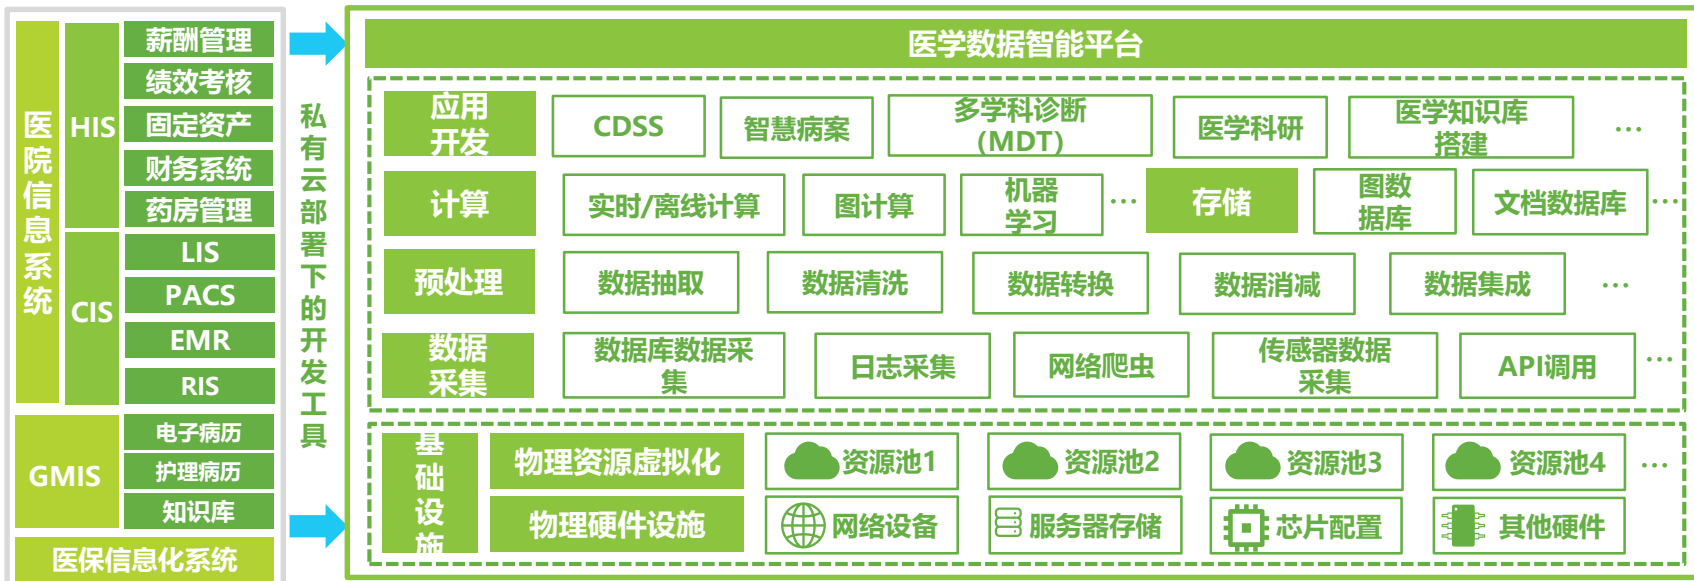 医院信息系统
HIS
薪酬管理
绩效考核
固定资产
财务系统
药房管理
CIS
LIS
PACS
EMR
RIS
GMIS
电子病历
护理病历
知识库
医保信息化系统
私有云部署下的开发工具
医学数据智能平台
应用
开发
CDSS
智慧病案
多学科诊断
（MDT）
医学科研
医学知识库
搭建
...
计算
实时/离线计算
图计算
机器
学习
...
存储
图数
据库
文档数据库
...
预处理
数据抽取
数据清洗
数据转换
数据消减
数据集成
...
数据
采集
数据库数据采
集
日志采集
网络爬虫
传感器数据
采集
API调用
...
基础设施
物理资源虚拟化
资源池1
资源池2
资源池3
资源池4
...
物理硬件设施
网络设备
服务器存储
芯片配置
其他硬件